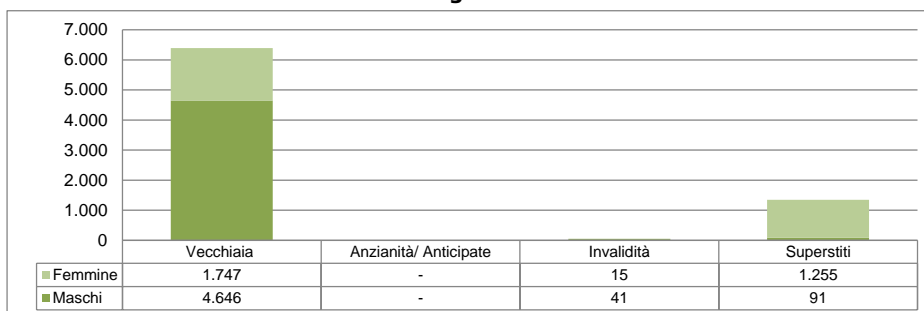 7.000
6.000
5.000
4.000
3.000
2.000
1.000
0
Vecchiaia Anzianità/ Anticipate Invalidità Superstiti
Femmine 1.747 - 15 1.255
Maschi 4.646 - 41 91